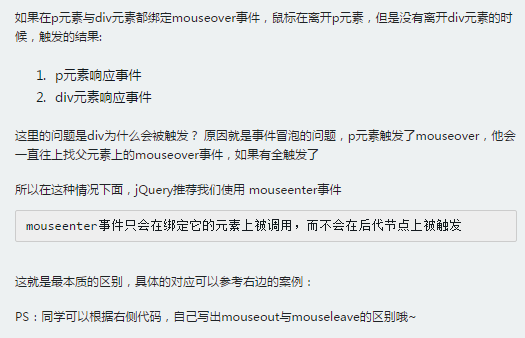 如果在p元素与div元素都绑定mouseover事件，鼠标在离开p元素，但是没有离开div元素的时
候，触发的结果:
1. p元素响应事件
2. div元素响应事件
这里的问题是div为什么会被触发？ 原因就是事件冒泡的问题，p元素触发了mouseover，他会
一直往上找父元素上的mouseover事件，如果有全触发了
所以在这种情况下面，jQuery推荐我们使用 mouseenter事件
mouseenter事件只会在绑定它的元素上被调用，而不会在后代节点上被触发
这就是最本质的区别，具体的对应可以参考右边的案例：
PS：同学可以根据右侧代码，自己写出mouseout与mouseleave的区别哦~